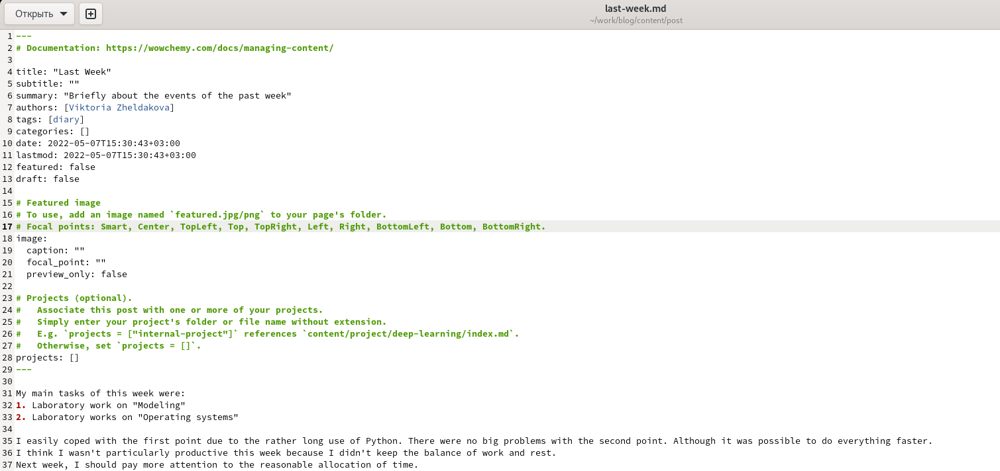 Открыть
last-week.md
~/work/blog/content/post
1 ---
2 # Documentation: https://wowchemy.com/docs/managing-content/
3
4 title: "Last Week"
5 subtitle: ""
6 summary: "Briefly about the events of the past week"
7 authors: [Viktoria Zheldakova]
8 tags: [diary]
9 categories: []
10 date: 2022-05-07T15:30:43+03:00
11 lastmod: 2022-05-07T15:30:43+03:00
12 featured: false
13 draft: false
14
15 # Featured image
16 # To use, add an image named `featured.jpg/png` to your page's folder.
17 # Focal points: Smart, Center, TopLeft, Top, TopRight, Left, Right, BottomLeft, Bottom, BottomRight.
18 image:
19   caption: ""
20   focal_point: ""
21   preview_only: false
22
23 # Projects (optional).
24 #   Associate this post with one or more of your projects.
25 #   Simply enter your project's folder or file name without extension.
26 #   E.g. `projects = ["internal-project"]` references `content/project/deep-learning/index.md`.
27 #   Otherwise, set `projects = []`.
28 projects: []
29 ---
30
31 My main tasks of this week were:
32 1. Laboratory work on "Modeling"
33 2. Laboratory works on "Operating systems"
34
35 I easily coped with the first point due to the rather long use of Python. There were no big problems with the second point. Although it was possible to do everything faster.
36 I think I wasn't particularly productive this week because I didn't keep the balance of work and rest.
37 Next week, I should pay more attention to the reasonable allocation of time.